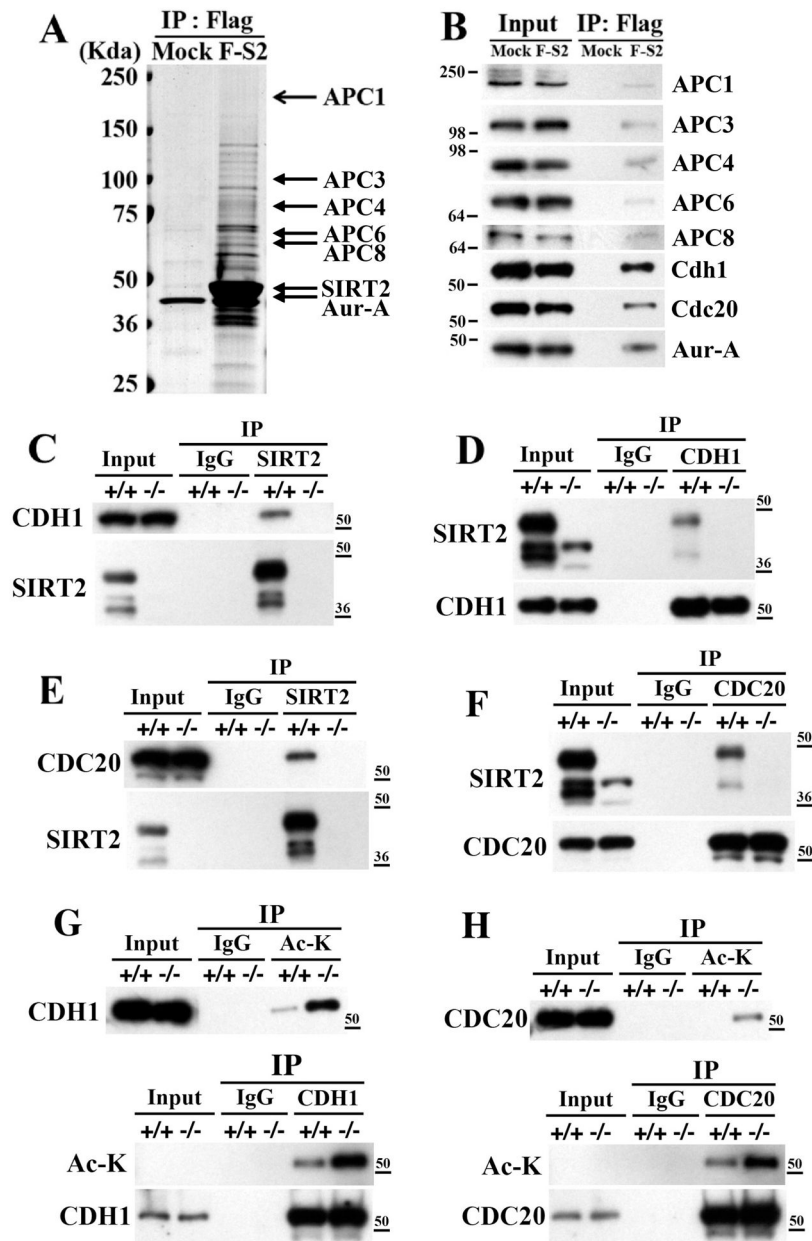 A
IP : Flag
(Kda) Mock F-S2
250
150
100
75
50
36
25
APC1
APC3
APC4
APC6
APC8
SIRT2
Aur-A
B
Input IP: Flag
Mock F-S2 Mock F-S2
250
98
98
64
64
50
50
50
APC1
APC3
APC4
APC6
APC8
Cdh1
Cdc20
Aur-A
C
IP
Input IgG SIRT2
+/+ -/- +/+ -/- +/+ -/-
CDH1 50
SIRT2 50
36
D
IP
Input IgG CDH1
+/+ -/- +/+ -/- +/+ -/-
SIRT2 50
36
CDH1 50
E
IP
Input IgG SIRT2
+/+ -/- +/+ -/- +/+ -/-
CDC20 50
SIRT2 50
36
F
IP
Input IgG CDC20
+/+ -/- +/+ -/- +/+ -/-
SIRT2 50
36
CDC20 50
G
IP
Input IgG Ac-K
+/+ -/- +/+ -/- +/+ -/-
CDH1 50
IP
Input IgG CDH1
+/+ -/- +/+ -/- +/+ -/-
Ac-K 50
CDH1 50
H
IP
Input IgG Ac-K
+/+ -/- +/+ -/- +/+ -/-
CDC20 50
IP
Input IgG CDC20
+/+ -/- +/+ -/- +/+ -/-
Ac-K 50
CDC20 50